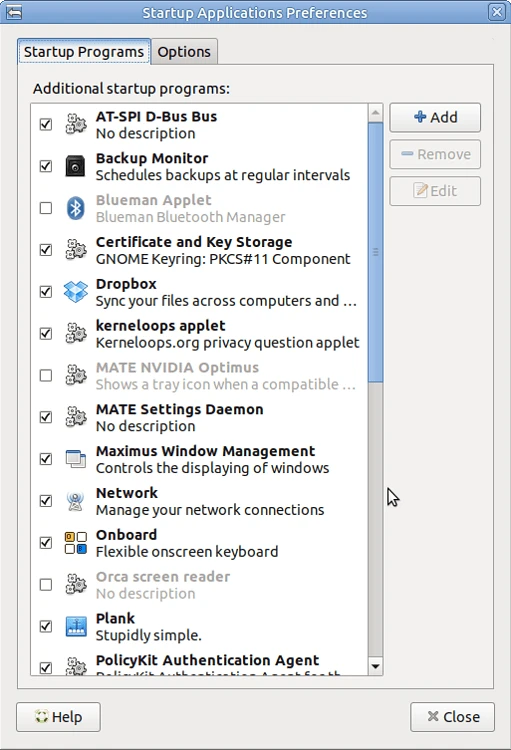 Startup Applications Preferences
Startup Programs
Options
Additional startup programs:
AT-SPI D-Bus Bus
No description
Backup Monitor
Schedules backups at regular intervals
Blueman Applet
Blueman Bluetooth Manager
Certificate and Key Storage
GNOME Keyring: PKCS#11 Component
Dropbox
Sync your files across computers and ...
kerneloops applet
Kerneloops.org privacy question applet
MATE NVIDIA Optimus
Shows a tray icon when a compatible ...
MATE Settings Daemon
No description
Maximus Window Management
Controls the displaying of windows
Network
Manage your network connections
Onboard
Flexible onscreen keyboard
Orca screen reader
No description
Plank
Stupidly simple.
PolicyKit Authentication Agent
PolicyKit Authentication Agent for th
Add
Remove
Edit
Help
Close